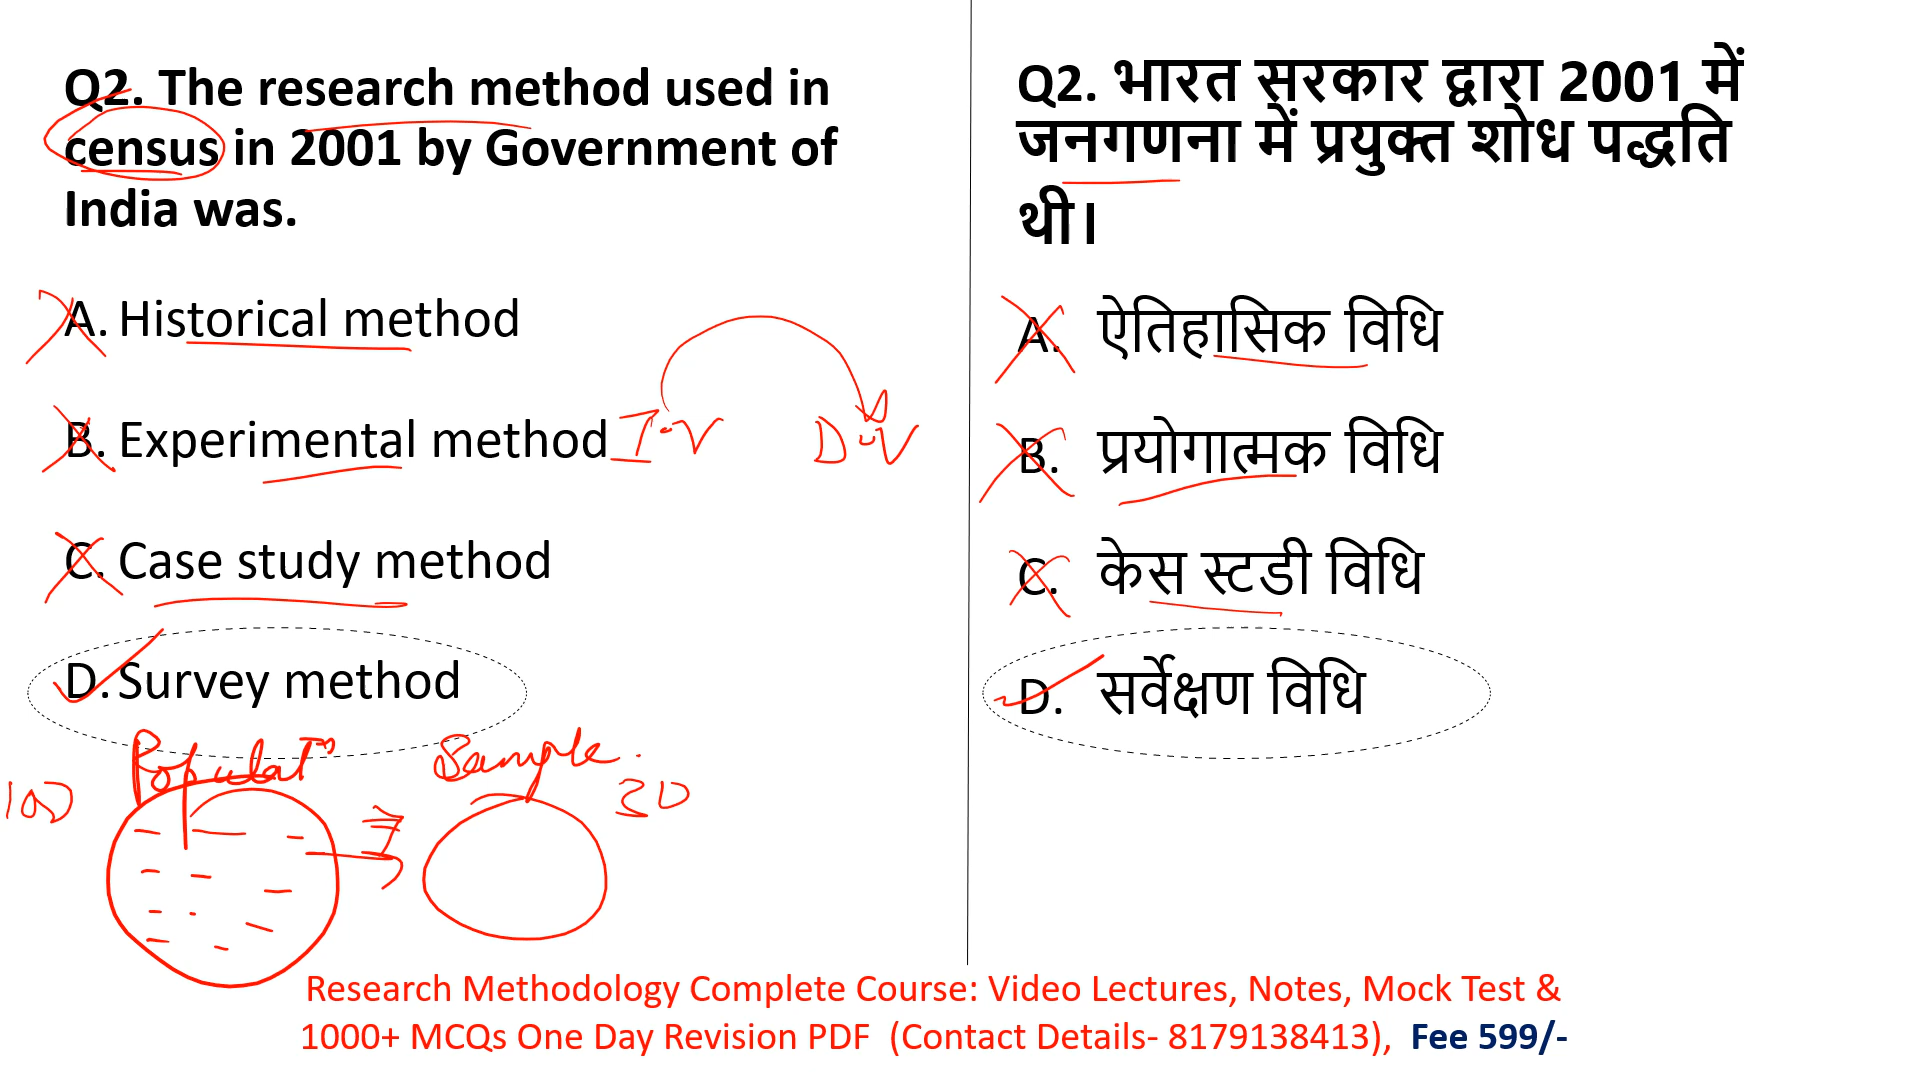 Q2. The research method used in
census in 2001 by Government of
India was.
A. Historical method
B. Experimental method I.V D.V
C. Case study method
D. Survey method
Populatn Sample.
100 20
Q2. भारत सरकार द्वारा 2001 में
जनगणना में प्रयुक्त शोध पद्धति
थी।
A. ऐतिहासिक विधि
B. प्रयोगात्मक विधि
C. केस स्टडी विधि
D. सर्वेक्षण विधि
Research Methodology Complete Course: Video Lectures, Notes, Mock Test &
1000+ MCQs One Day Revision PDF (Contact Details- 8179138413), Fee 599/-